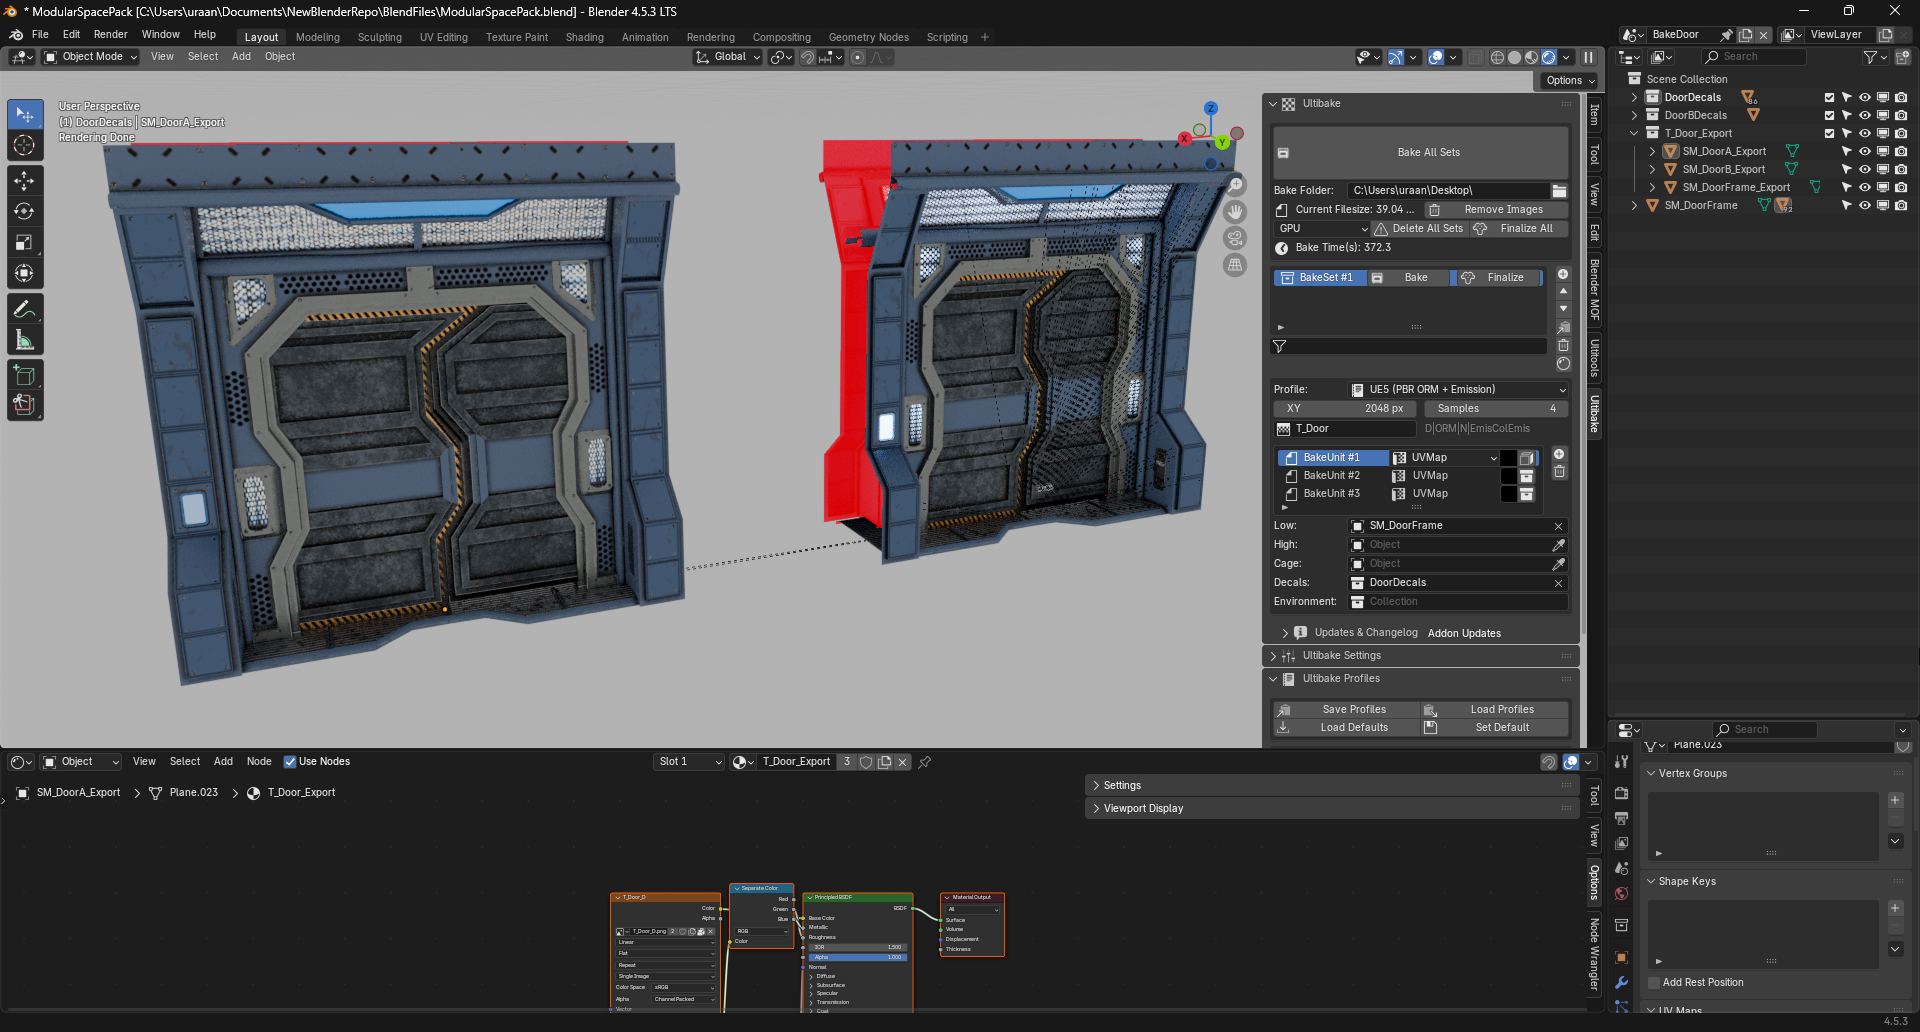 * ModularSpacePack [C:\Users\uraan\Documents\NewBlenderRepo\BlendFiles\ModularSpacePack.blend] - Blender 4.5.3 LTS
File Edit Render Window Help Layout Modeling Sculpting UV Editing Texture Paint Shading Animation Rendering Compositing Geometry Nodes Scripting + BakeDoor ViewLayer
Object Mode View Select Add Object Global Search
Options
User Perspective
(1) DoorDecals | SM_DoorA_Export
Rendering Done
Z
X
Y
Ultibake
Bake All Sets
Bake Folder: C:\Users\uraan\Desktop\
Current Filesize: 39.04 ... Remove Images
GPU Delete All Sets Finalize All
Bake Time(s): 372.3
BakeSet #1 Bake Finalize
Profile: UE5 (PBR ORM + Emission)
XY 2048 px Samples 4
T_Door D|ORM|N|EmisColEmis
BakeUnit #1 UVMap
BakeUnit #2 UVMap
BakeUnit #3 UVMap
Low: SM_DoorFrame
High: Object
Cage: Object
Decals: DoorDecals
Environment: Collection
Updates & Changelog Addon Updates
Ultibake Settings
Ultibake Profiles
Save Profiles Load Profiles
Load Defaults Set Default
Item
Tool
View
Edit
Blender MOF
Ultitools
Ultibake
Scene Collection
DoorDecals 86
DoorBDecals
T_Door_Export
SM_DoorA_Export
SM_DoorB_Export
SM_DoorFrame_Export
SM_DoorFrame 92
Search
Plane.023
Vertex Groups
Shape Keys
Add Rest Position
UV Maps
Object View Select Add Node Use Nodes Slot 1 T_Door_Export 3
SM_DoorA_Export > Plane.023 > T_Door_Export
Settings
Viewport Display
Tool
View
Options
Node Wrangler
T_Door_D
Color
Alpha
T_Door_D.png
Linear
Flat
Repeat
Single Image
Color Space sRGB
Alpha Channel Packed
Vector
Separate Color
Red
Green
Blue
RGB
Color
Principled BSDF
BSDF
Base Color
Metallic
Roughness
IOR 1.500
Alpha 1.000
Normal
Diffuse
Subsurface
Specular
Transmission
Coat
Material Output
All
Surface
Volume
Displacement
Thickness
4.5.3